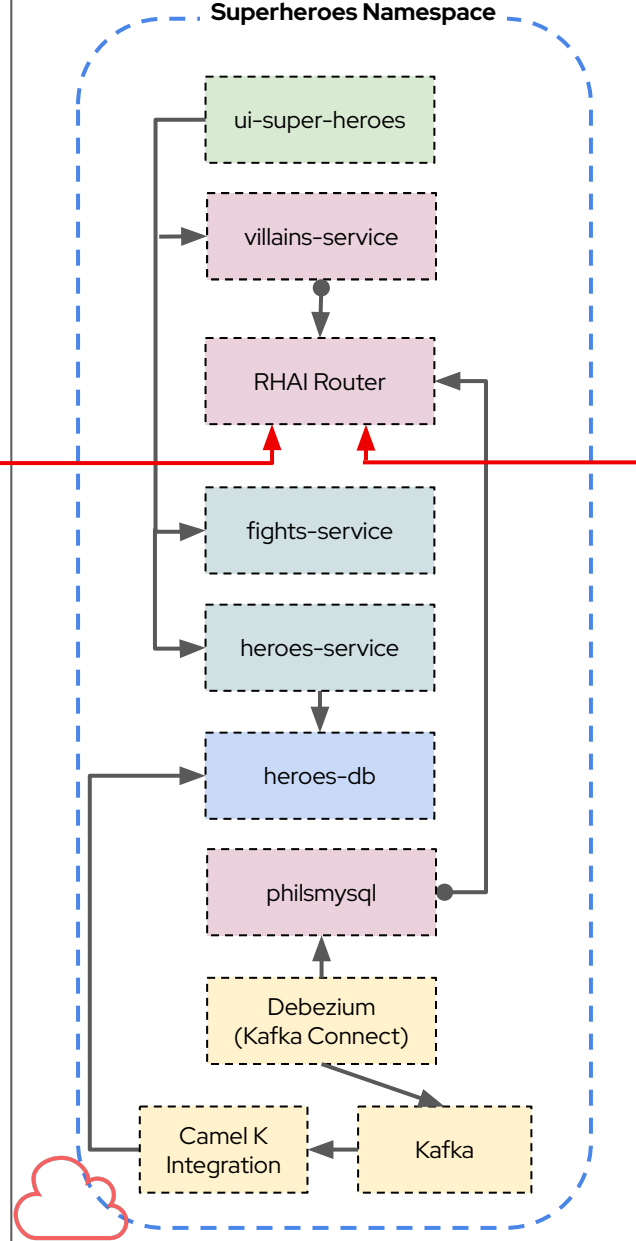 Superheroes Namespace
ui-super-heroes
villains-service
RHAI Router
fights-service
heroes-service
heroes-db
philsmysql
Debezium
(Kafka Connect)
Camel K
Integration
Kafka